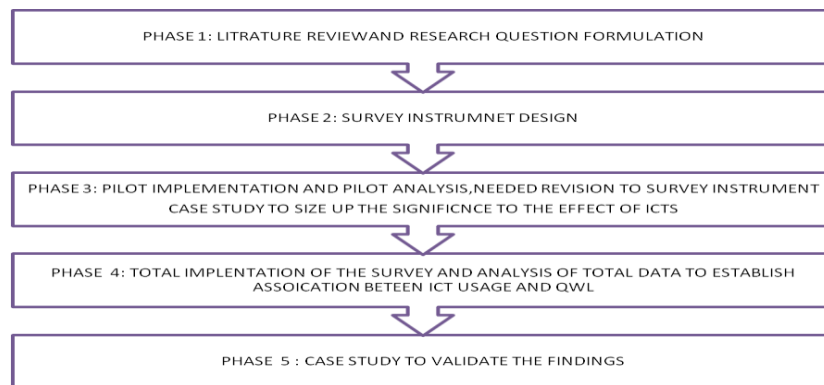 PHASE 1: LITRATURE REVIEWAND RESEARCH QUESTION FORMULATION
PHASE 2: SURVEY INSTRUMNET DESIGN
PHASE 3: PILOT IMPLEMENTATION AND PILOT ANALYSIS,NEEDED REVISION TO SURVEY INSTRUMENT
CASE STUDY TO SIZE UP THE SIGNIFICNCE TO THE EFFECT OF ICTS
PHASE 4: TOTAL IMPLENTATION OF THE SURVEY AND ANALYSIS OF TOTAL DATA TO ESTABLISH
ASSOICATION BETEEN ICT USAGE AND QWL
PHASE 5 : CASE STUDY TO VALIDATE THE FINDINGS